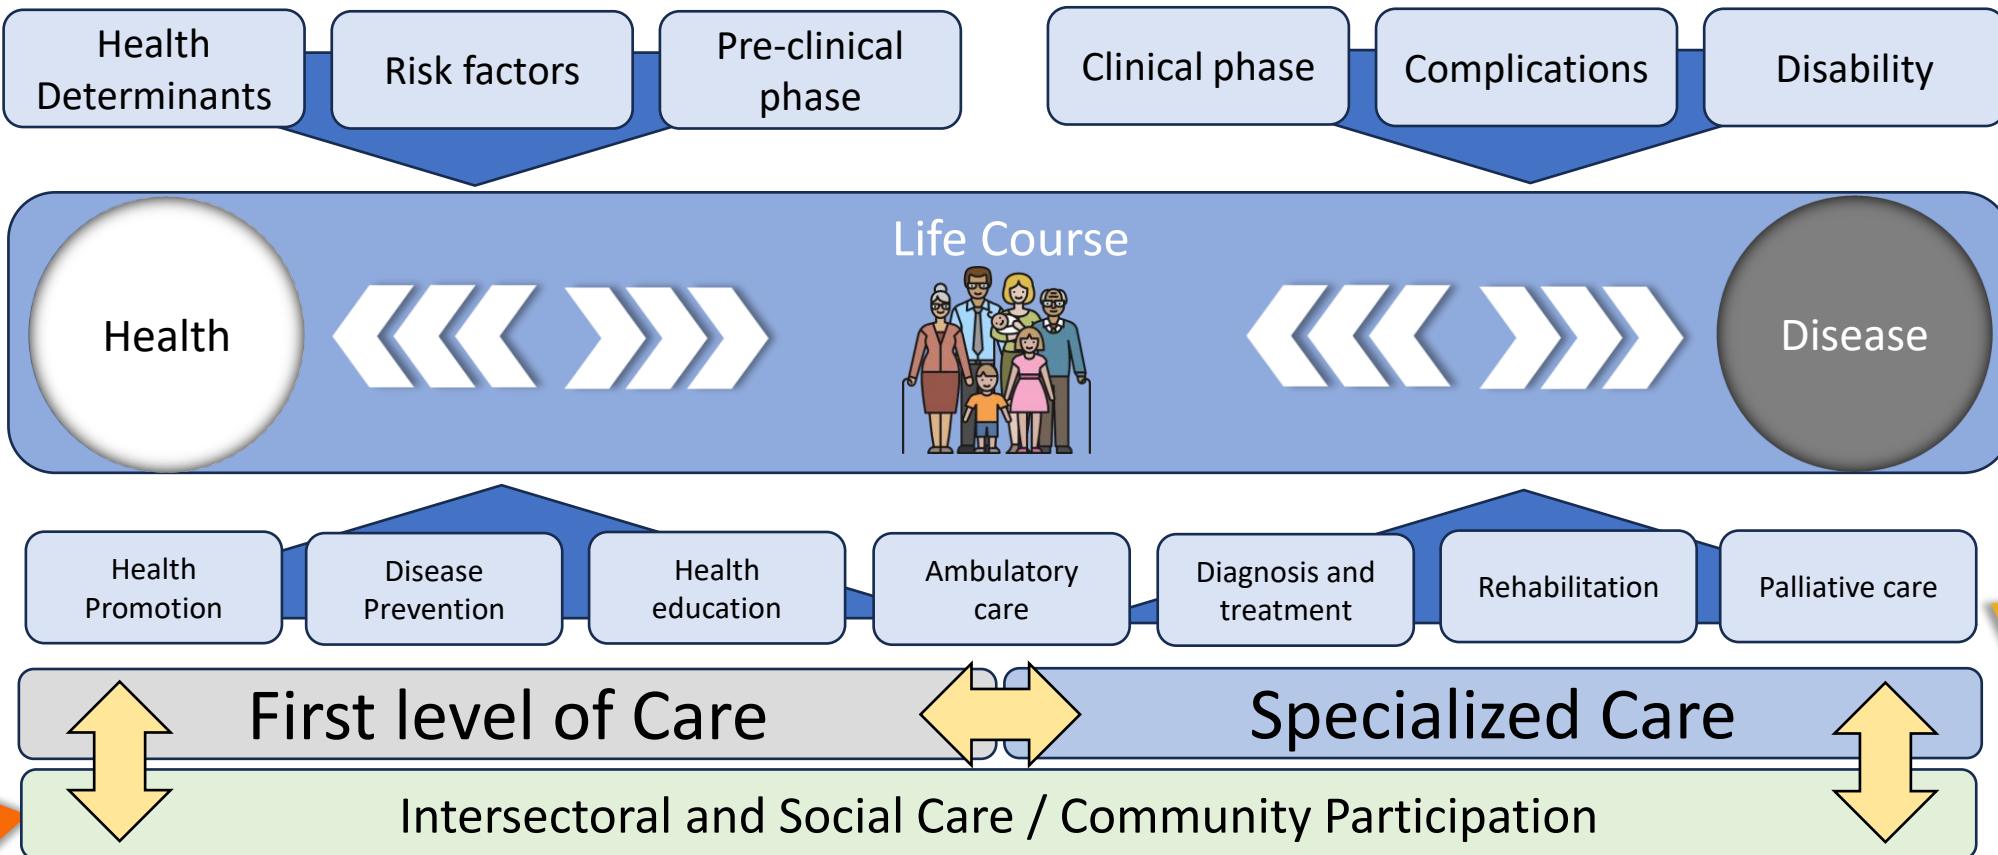 Health
Determinants
Risk factors
Pre-clinical
phase
Clinical phase
Complications
Disability
Life Course
Health
Disease
Health
Promotion
Disease
Prevention
Health
education
Ambulatory
care
Diagnosis and
treatment
Rehabilitation
Palliative care
First level of Care
Specialized Care
Intersectoral and Social Care / Community Participation